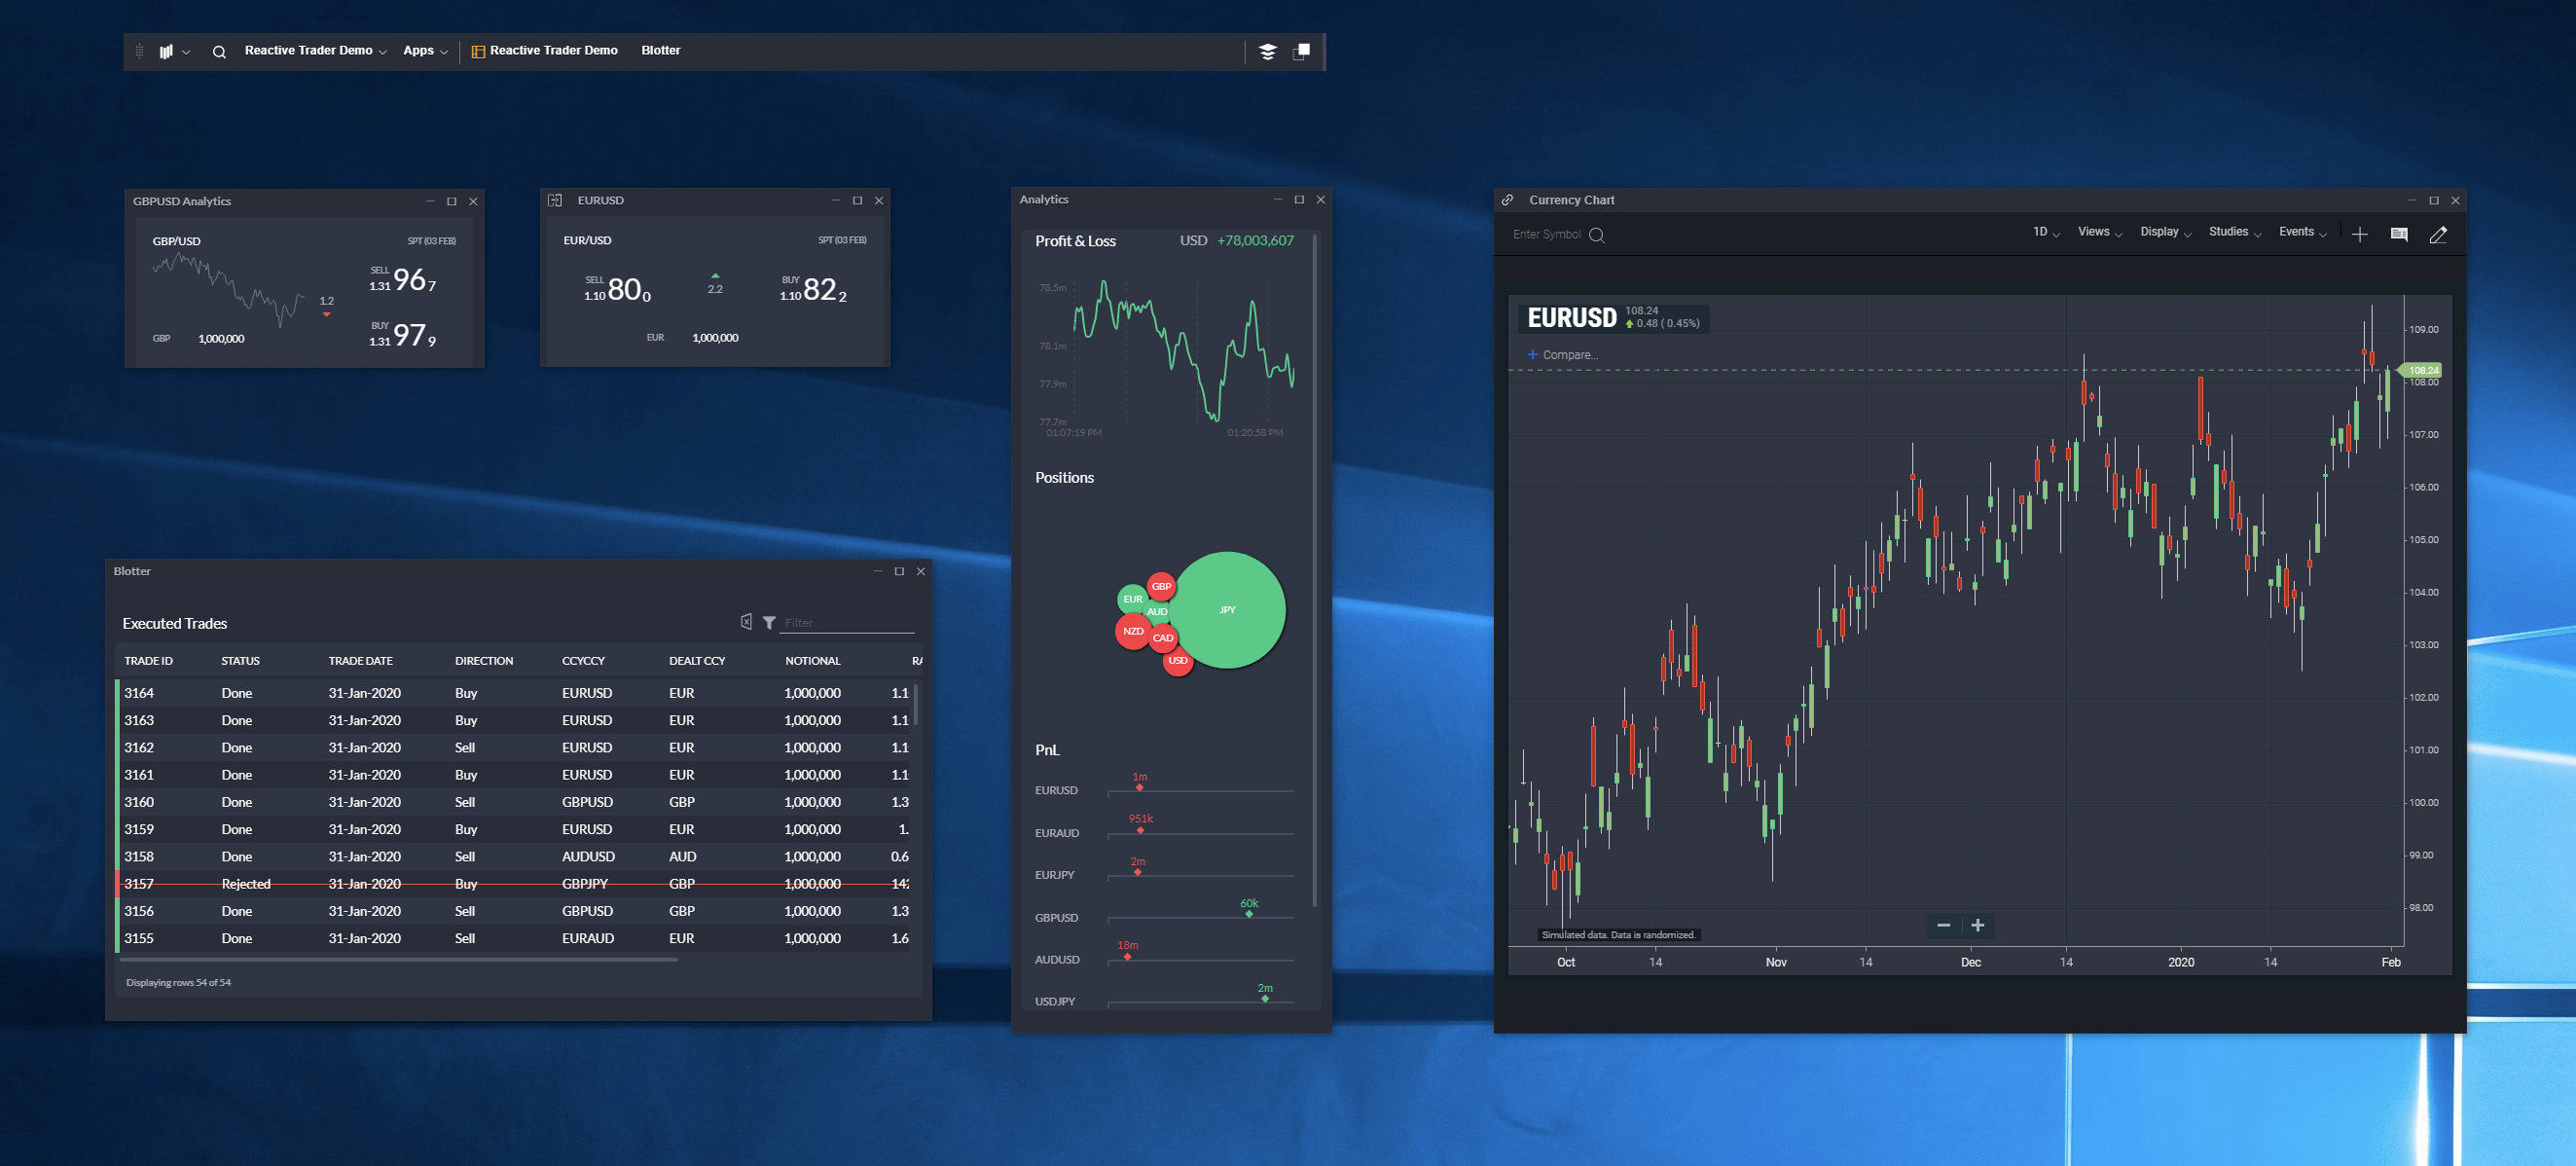 Reactive Trader Demo Apps Reactive Trader Demo Blotter
GBPUSD Analytics
GBP/USD SPT (03 FEB)
SELL
1.31 96 7
1.2
BUY
1.31 97 9
GBP 1,000,000
EURUSD
EUR/USD SPT (03 FEB)
SELL
1.10 80 0
2.2
BUY
1.10 82 2
EUR 1,000,000
Blotter
Executed Trades
Filter
TRADE ID STATUS TRADE DATE DIRECTION CCYCCY DEALT CCY NOTIONAL RA
3164 Done 31-Jan-2020 Buy EURUSD EUR 1,000,000 1.1
3163 Done 31-Jan-2020 Buy EURUSD EUR 1,000,000 1.1
3162 Done 31-Jan-2020 Sell EURUSD EUR 1,000,000 1.1
3161 Done 31-Jan-2020 Buy EURUSD EUR 1,000,000 1.1
3160 Done 31-Jan-2020 Sell GBPUSD GBP 1,000,000 1.3
3159 Done 31-Jan-2020 Buy EURUSD EUR 1,000,000 1.
3158 Done 31-Jan-2020 Sell AUDUSD AUD 1,000,000 0.6
3157 Rejected 31-Jan-2020 Buy GBPJPY GBP 1,000,000 142
3156 Done 31-Jan-2020 Sell GBPUSD GBP 1,000,000 1.3
3155 Done 31-Jan-2020 Sell EURAUD EUR 1,000,000 1.6
Displaying rows 54 of 54
Analytics
Profit & Loss USD +78,003,607
78.5m
78.1m
77.9m
77.7m
01:07:19 PM 01:20:58 PM
Positions
GBP
EUR
AUD
JPY
NZD
CAD
USD
PnL
1m
EURUSD
951k
EURAUD
2m
EURJPY
60k
GBPUSD
18m
AUDUSD
2m
USDJPY
Currency Chart
Enter Symbol 1D Views Display Studies Events
EURUSD 108.24
0.48 ( 0.45%)
Compare...
109.00
108.24
108.00
107.00
106.00
105.00
104.00
103.00
102.00
101.00
100.00
99.00
98.00
Simulated data. Data is randomized.
Oct 14 Nov 14 Dec 14 2020 14 Feb